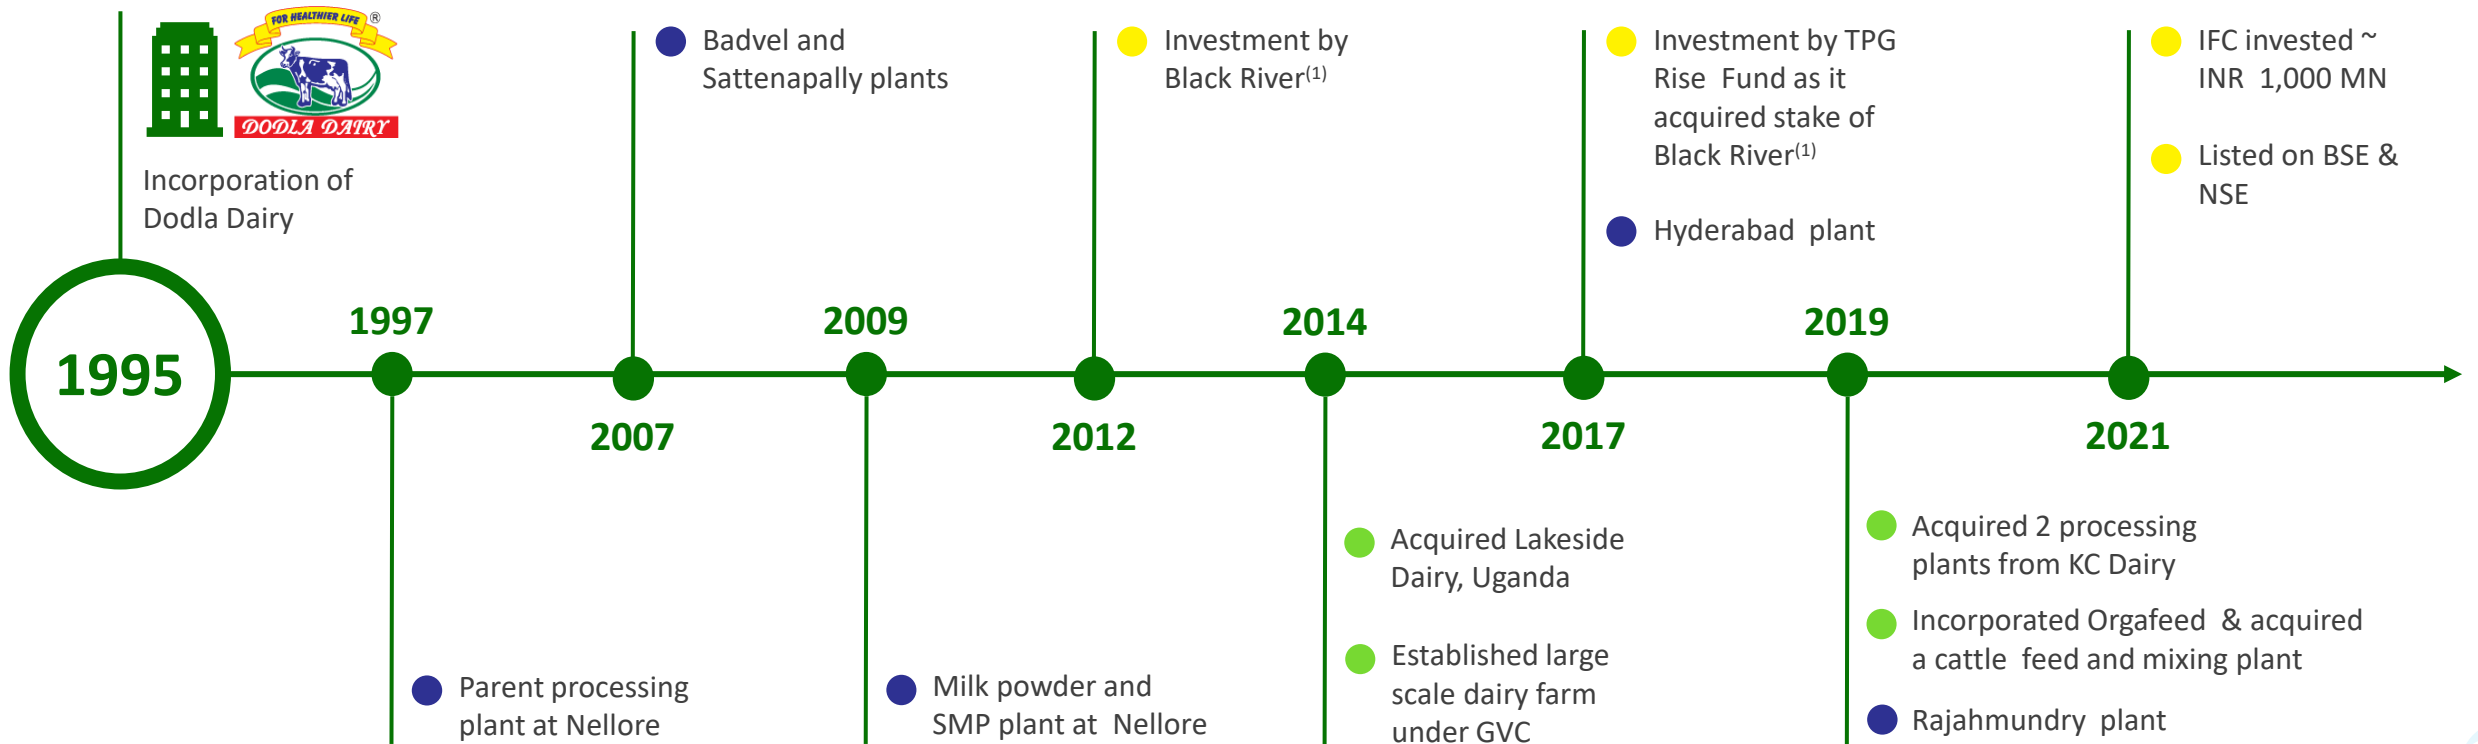 FOR HEALTHIER LIFE ®
DODLA DAIRY
Incorporation of
Dodla Dairy
1995
1997
Parent processing
plant at Nellore
Badvel and
Sattenapally plants
2007
2009
Milk powder and
SMP plant at Nellore
Investment by
Black River(1)
2012
2014
Acquired Lakeside
Dairy, Uganda
Established large
scale dairy farm
under GVC
Investment by TPG
Rise Fund as it
acquired stake of
Black River(1)
Hyderabad plant
2017
2019
Acquired 2 processing
plants from KC Dairy
Incorporated Orgafeed & acquired
a cattle feed and mixing plant
Rajahmundry plant
IFC invested ~
INR 1,000 MN
Listed on BSE &
NSE
2021